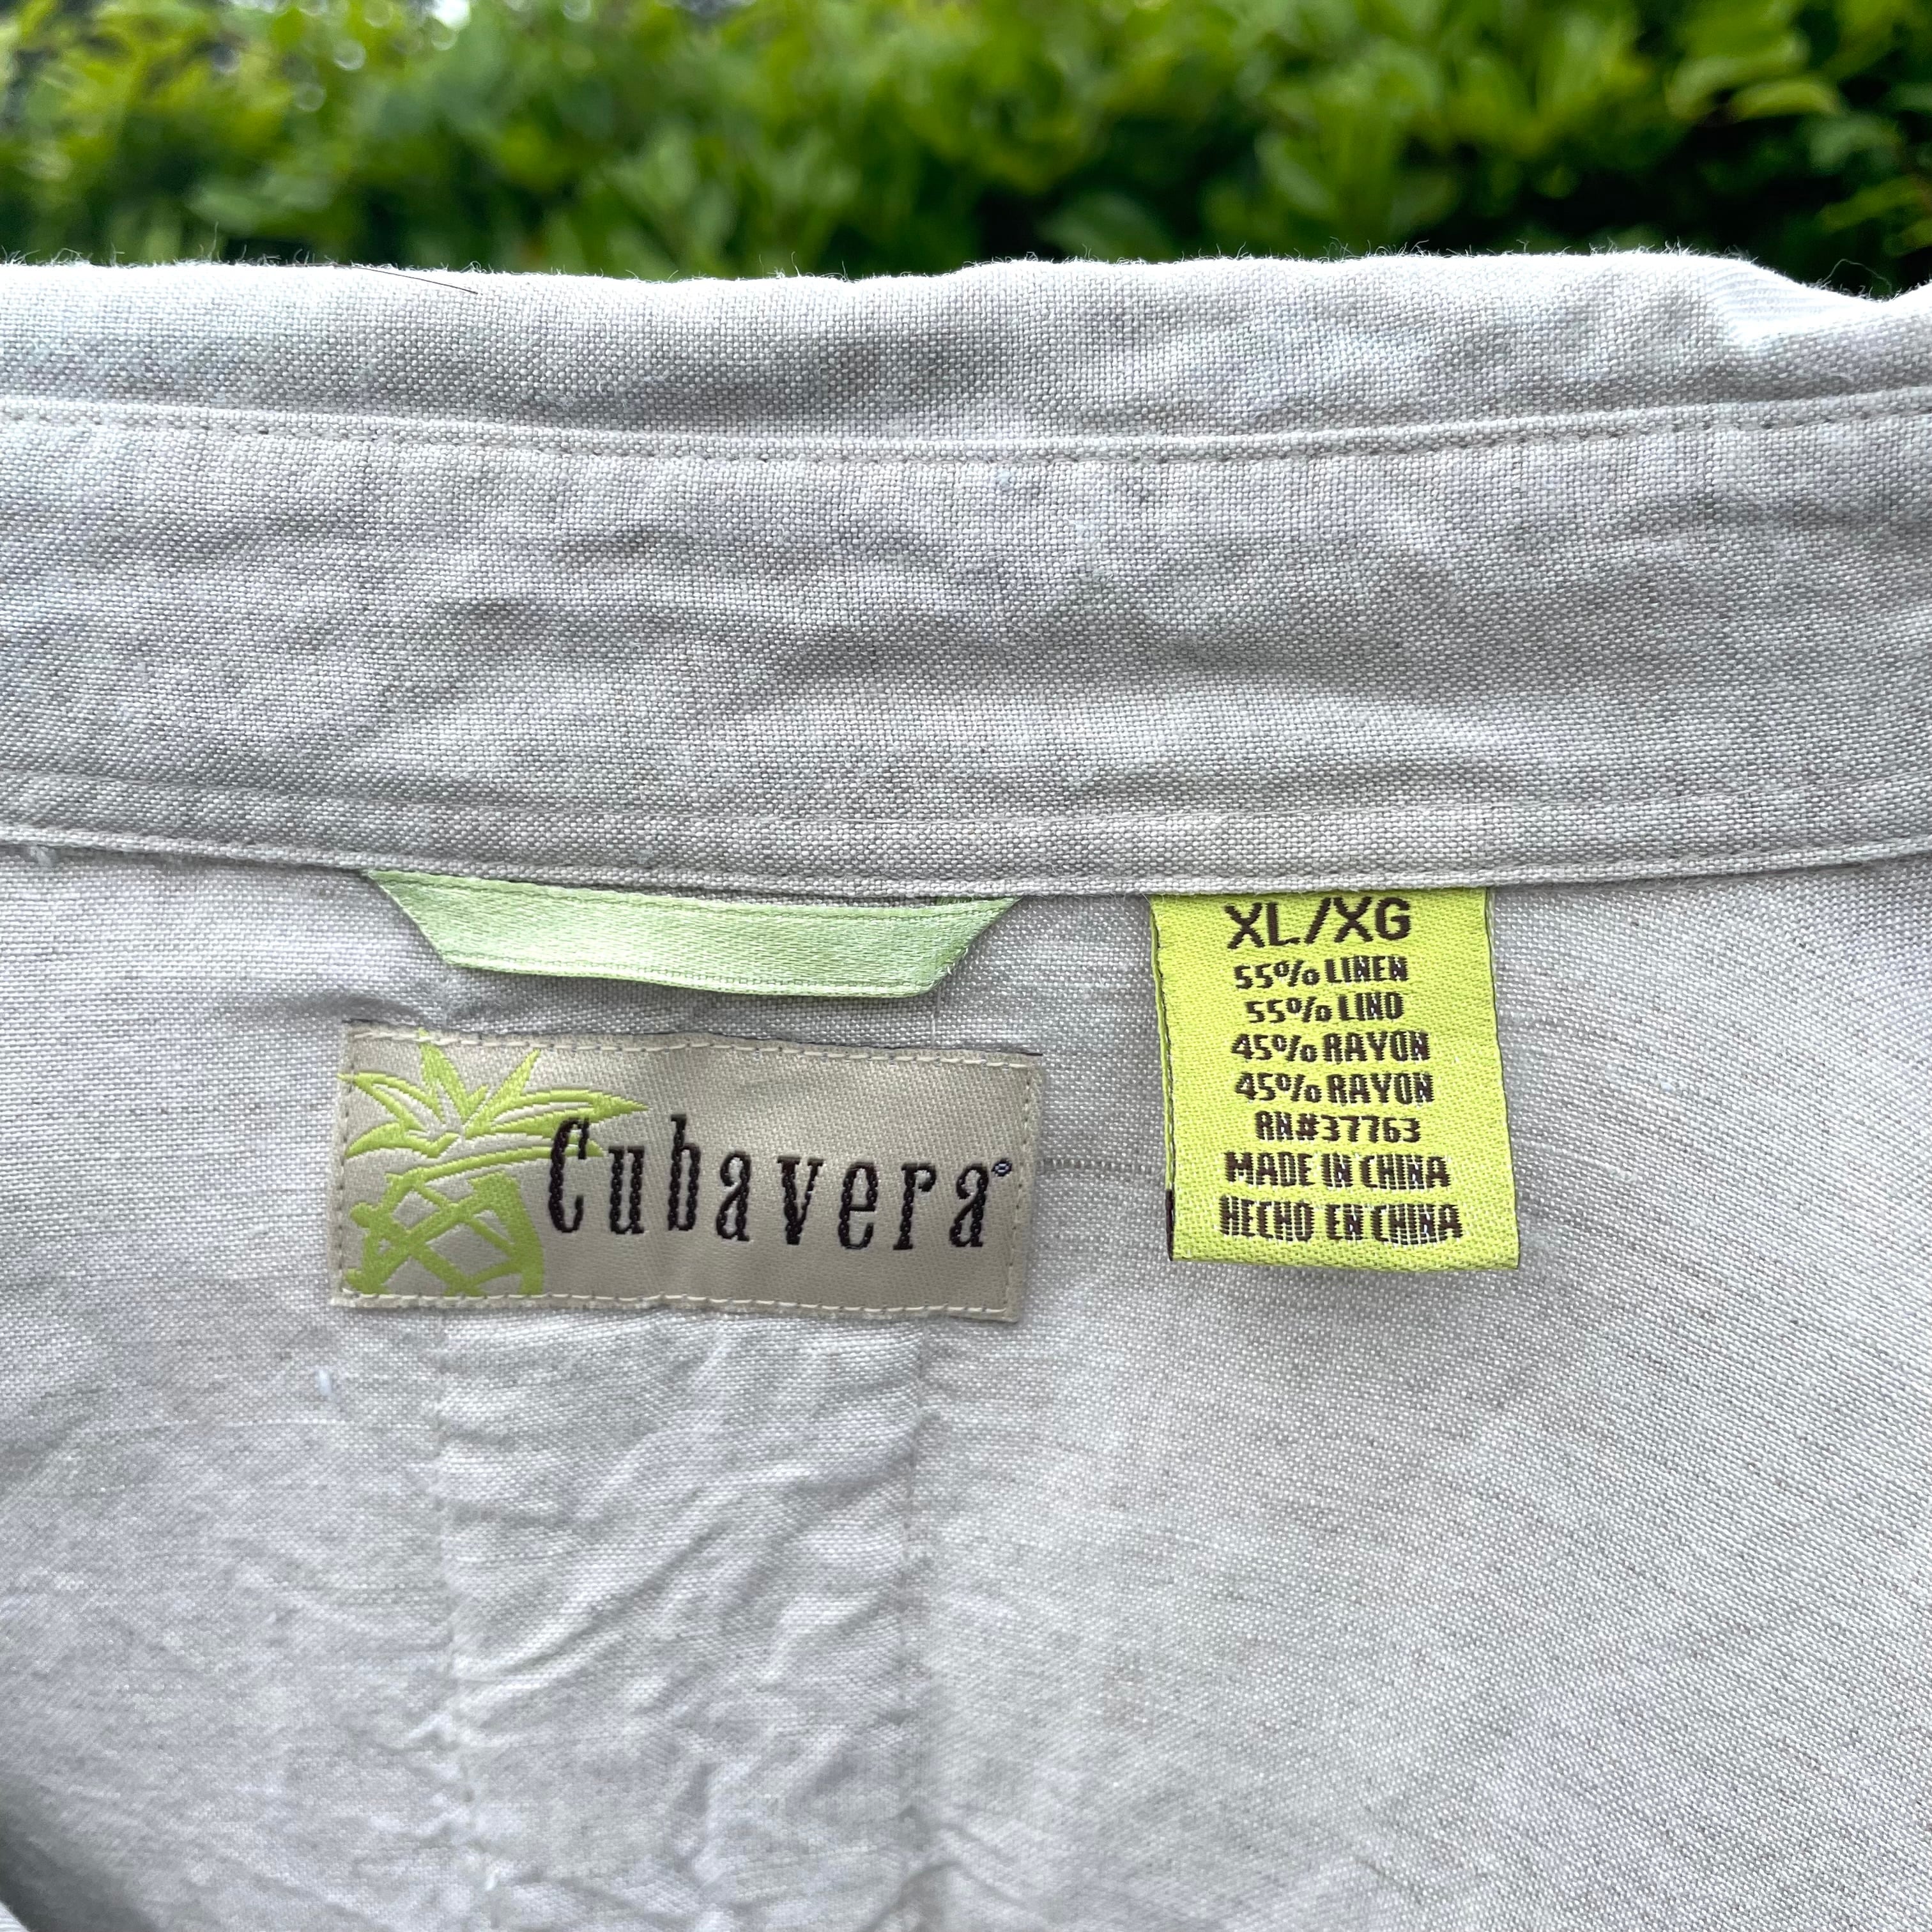 Cubavera®
XL/XG
55% LINEN
55% LINO
45% RAYON
45% RAYON
RN#37763
MADE IN CHINA
HECHO EN CHINA